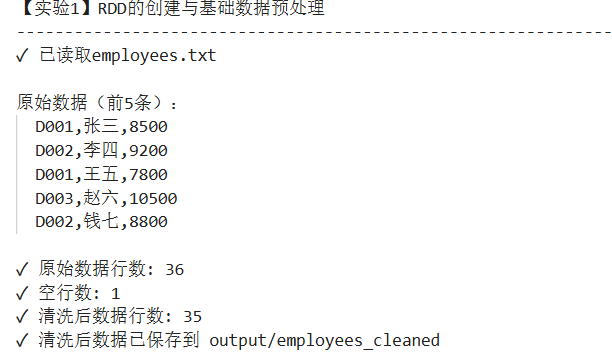 【实验1】RDD的创建与基础数据预处理
------------------------------------------------------------
✓ 已读取employees.txt
原始数据（前5条）：
D001,张三,8500
D002,李四,9200
D001,王五,7800
D003,赵六,10500
D002,钱七,8800
✓ 原始数据行数: 36
✓ 空行数: 1
✓ 清洗后数据行数: 35
✓ 清洗后数据已保存到 output/employees_cleaned